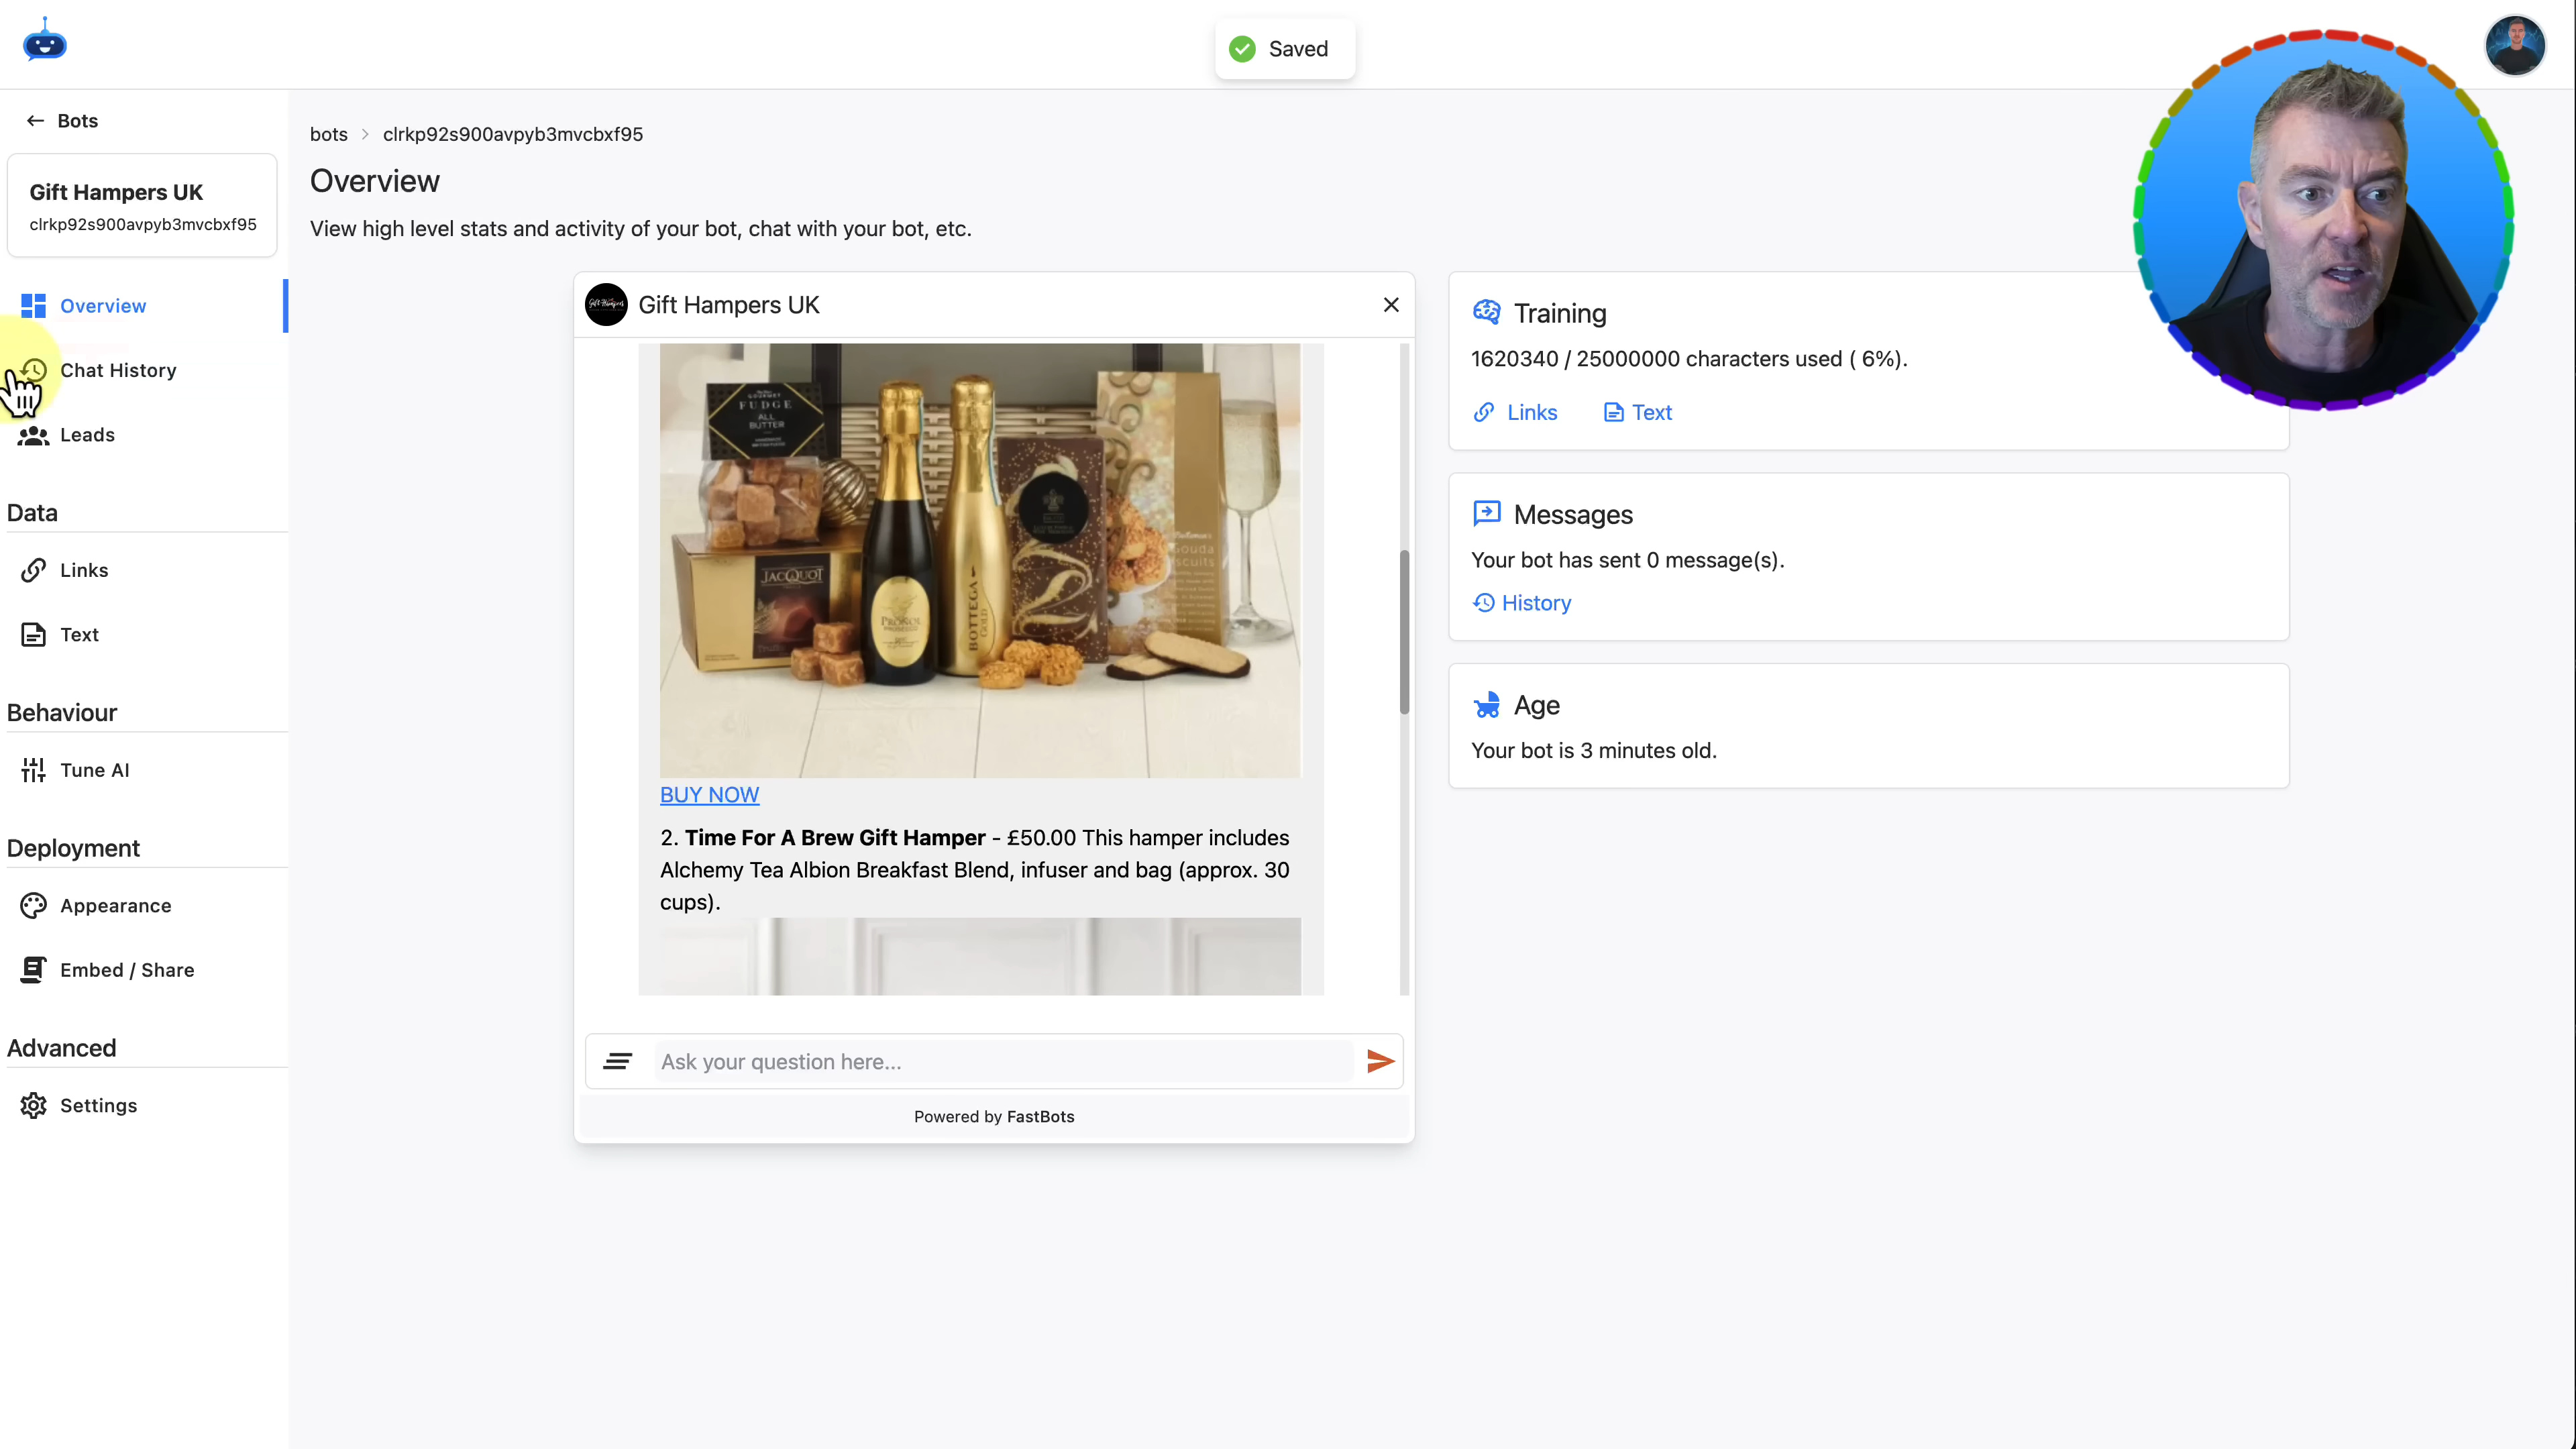 Saved
Bots
Gift Hampers UK
clrkp92s900avpyb3mvcbxf95
Overview
Chat History
Leads
Data
Links
Text
Behaviour
Tune AI
Deployment
Appearance
Embed / Share
Advanced
Settings
bots > clrkp92s900avpyb3mvcbxf95
Overview
View high level stats and activity of your bot, chat with your bot, etc.
Gift Hampers UK
FUDGE
ALL
BUTTER
JACQUOT
PRONOL
BOTTEGA
GOLD
BUY NOW
2. Time For A Brew Gift Hamper - £50.00 This hamper includes
Alchemy Tea Albion Breakfast Blend, infuser and bag (approx. 30
cups).
Ask your question here...
Powered by FastBots
Training
1620340 / 25000000 characters used ( 6%).
Links Text
Messages
Your bot has sent 0 message(s).
History
Age
Your bot is 3 minutes old.